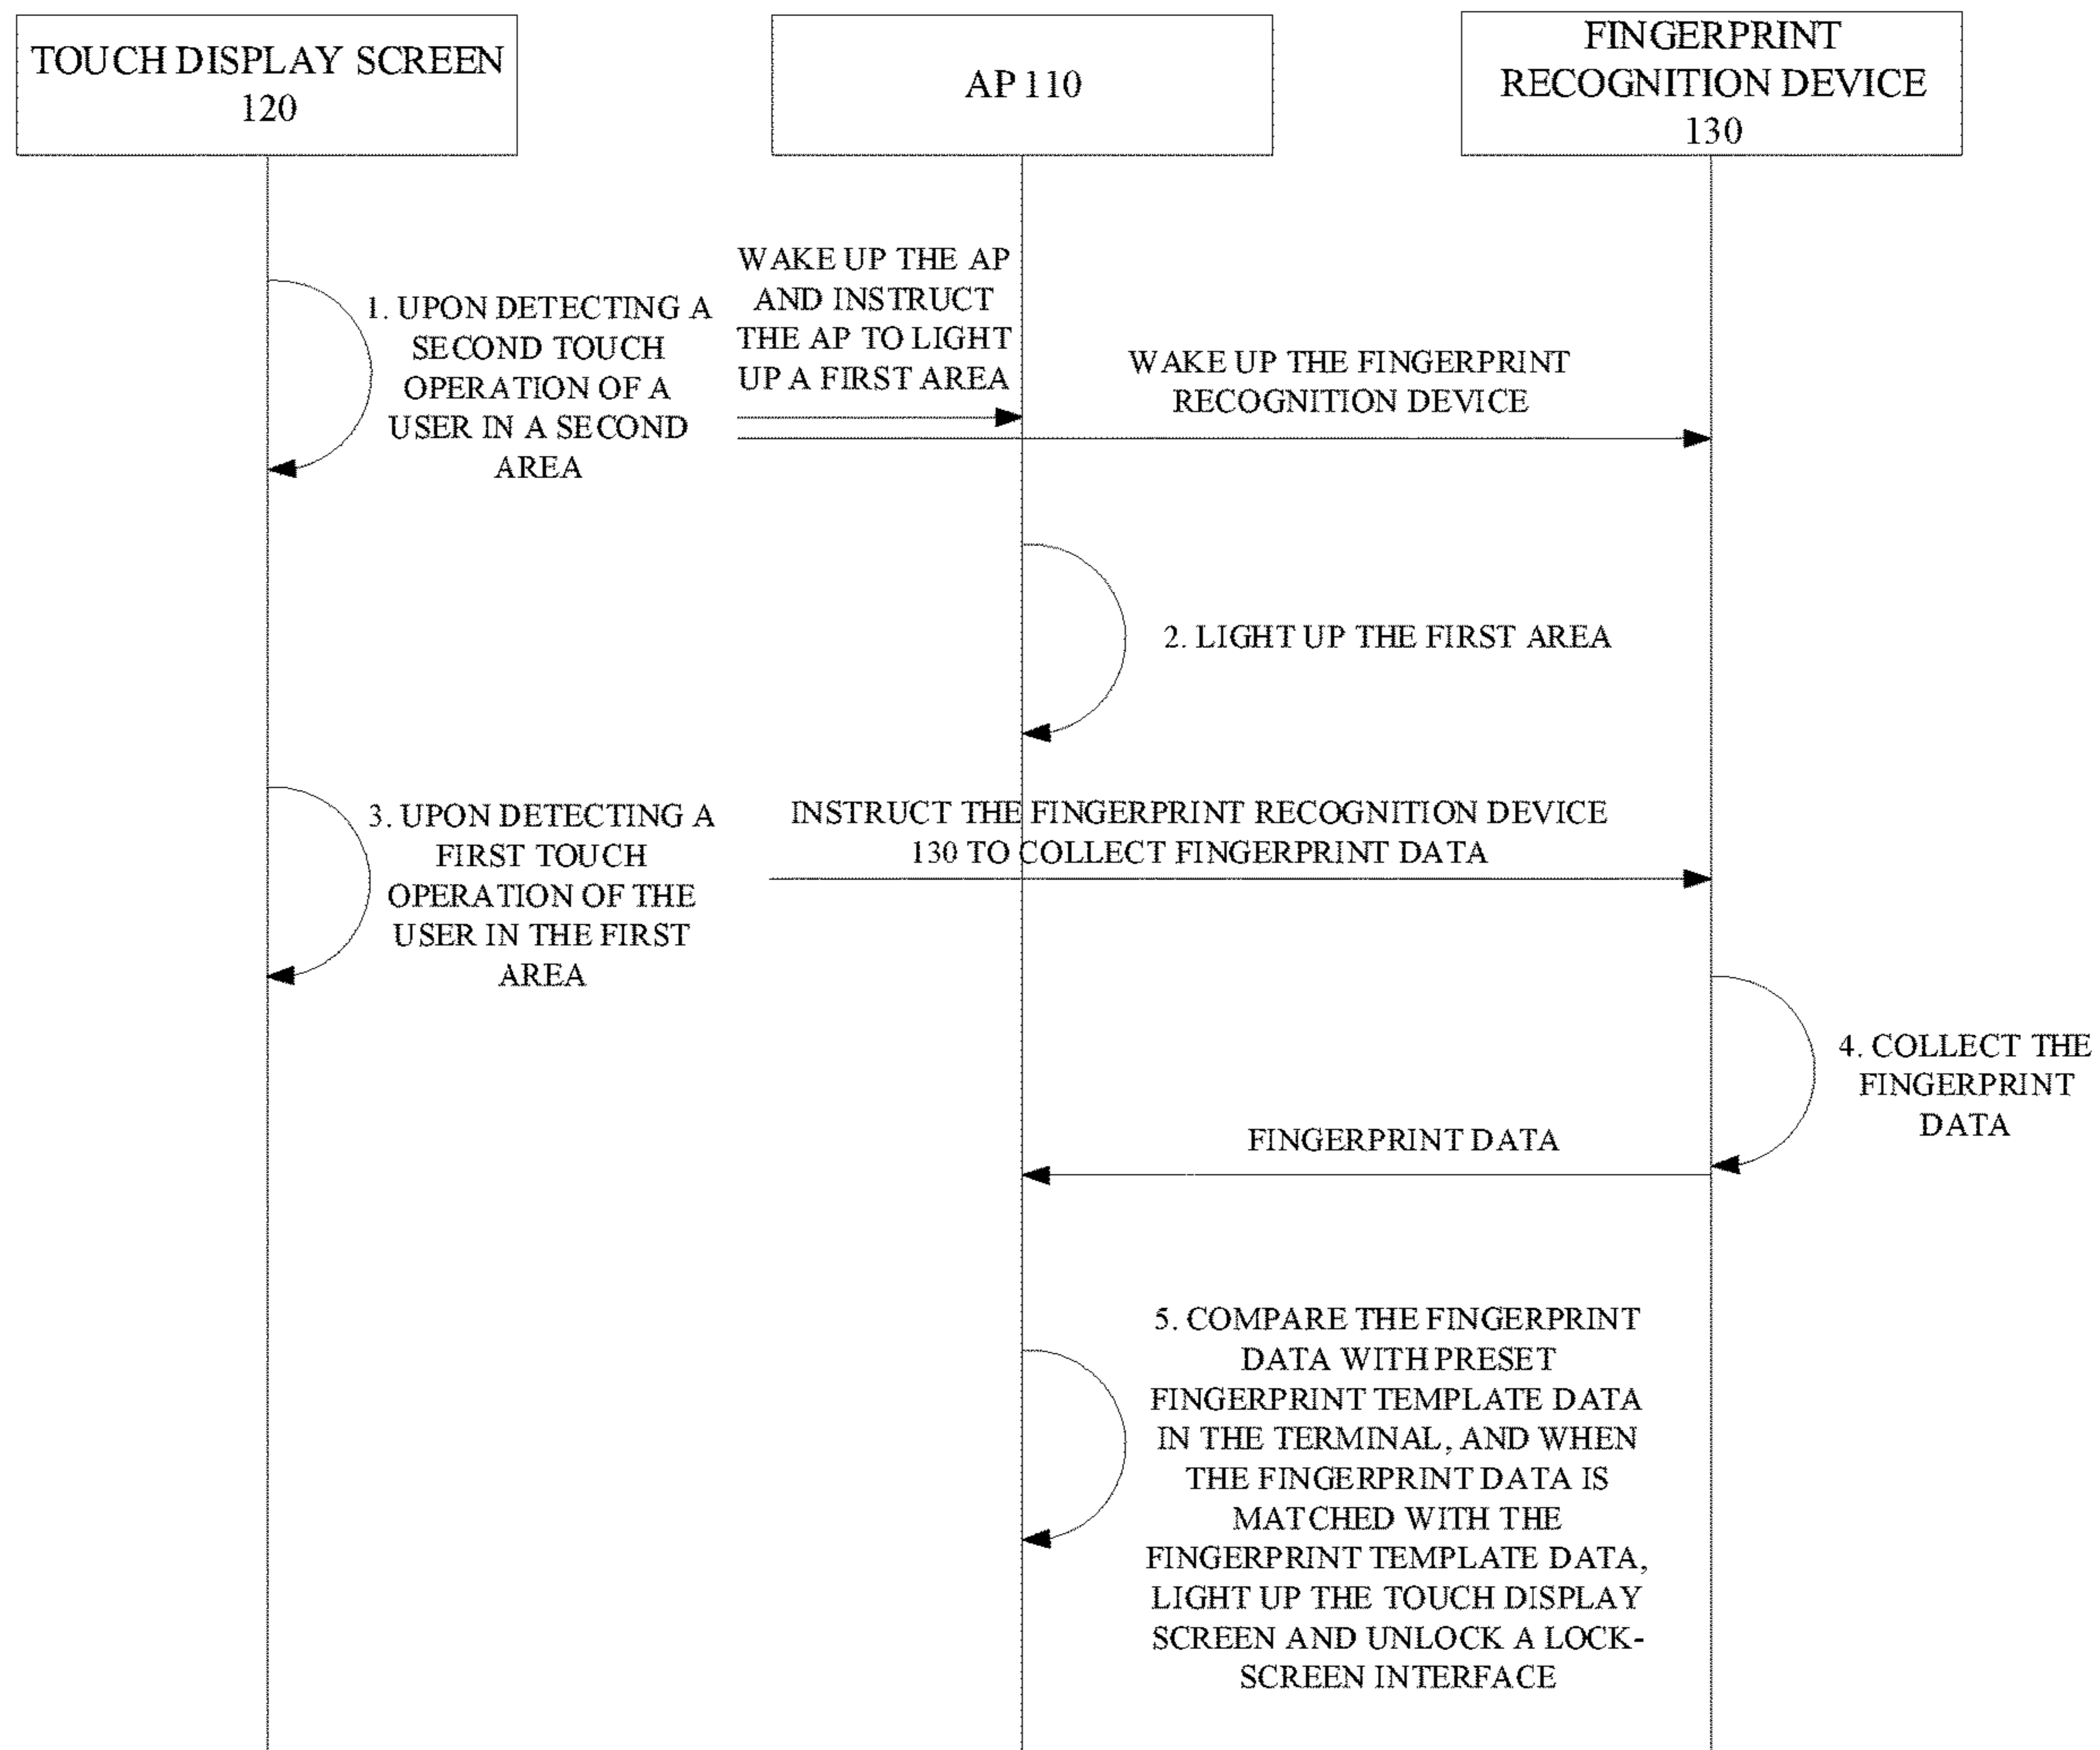 TOUCH DISPLAY SCREEN
120
AP 110
FINGERPRINT
RECOGNITION DEVICE
130
1. UPON DETECTING A
SECOND TOUCH
OPERATION OF A
USER IN A SECOND
AREA
WAKE UP THE AP
AND INSTRUCT
THE AP TO LIGHT
UP A FIRST AREA
WAKE UP THE FINGERPRINT
RECOGNITION DEVICE
2. LIGHT UP THE FIRST AREA
3. UPON DETECTING A
FIRST TOUCH
OPERATION OF THE
USER IN THE FIRST
AREA
INSTRUCT THE FINGERPRINT RECOGNITION DEVICE
130 TO COLLECT FINGERPRINT DATA
4. COLLECT THE
FINGERPRINT
DATA
FINGERPRINT DATA
5. COMPARE THE FINGERPRINT
DATA WITH PRESET
FINGERPRINT TEMPLATE DATA
IN THE TERMINAL, AND WHEN
THE FINGERPRINT DATA IS
MATCHED WITH THE
FINGERPRINT TEMPLATE DATA,
LIGHT UP THE TOUCH DISPLAY
SCREEN AND UNLOCK A LOCK-
SCREEN INTERFACE